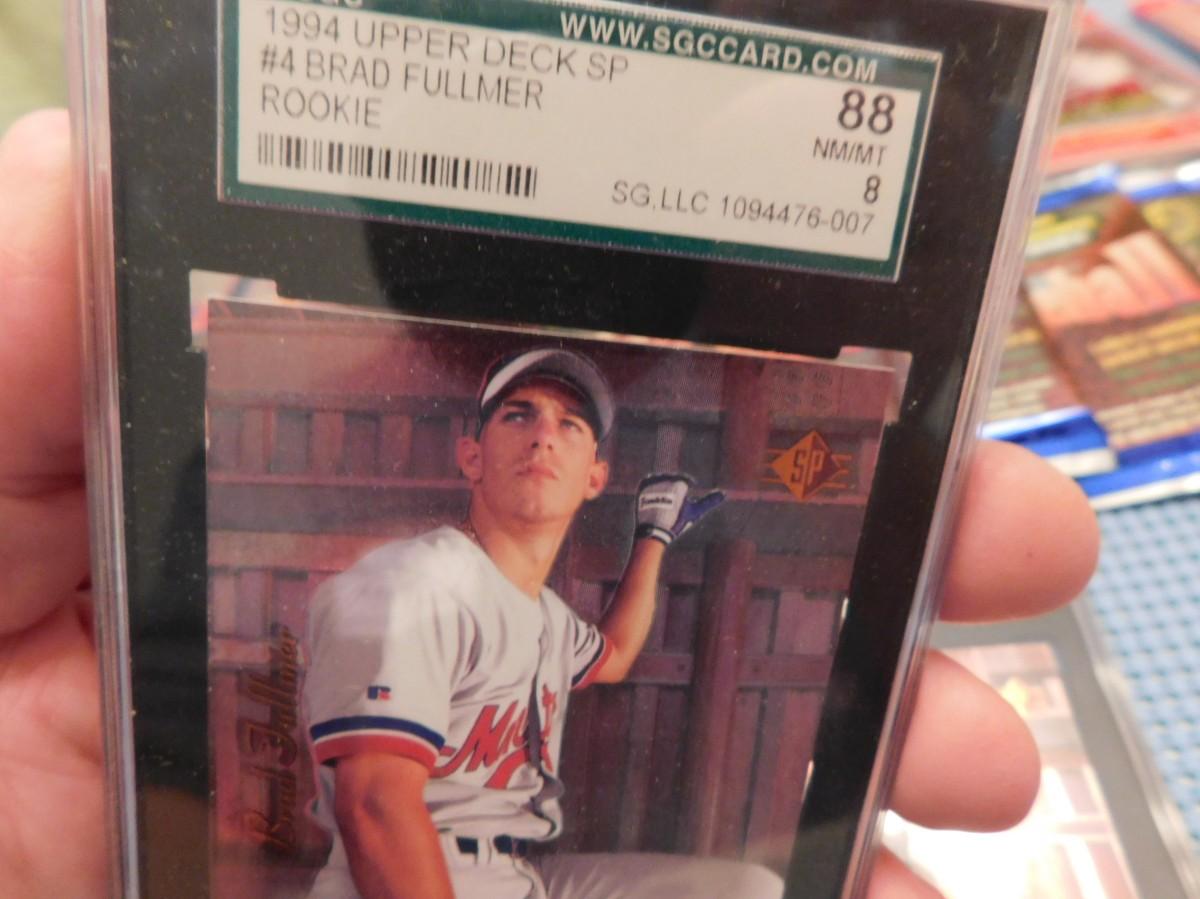 WWW.SGCCARD.COM
1994 UPPER DECK SP
#4 BRAD FULLMER
ROOKIE
88
NM/MT
8
SG,LLC 1094476-007
SP
Franklin
Brad Fullmer